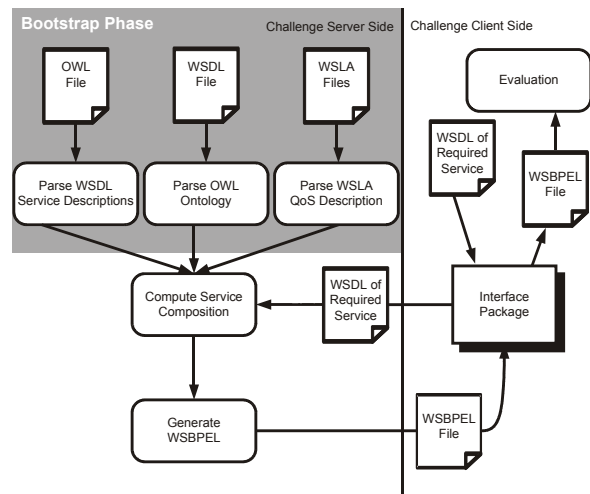 Bootstrap Phase
Challenge Server Side
Challenge Client Side
OWL
File
WSDL
File
WSLA
Files
Evaluation
WSDL of
Required
Service
WSBPEL
File
Parse WSDL
Service Descriptions
Parse OWL
Ontology
Parse WSLA
QoS Description
Compute Service
Composition
WSDL of
Required
Service
Interface
Package
Generate
WSBPEL
WSBPEL
File